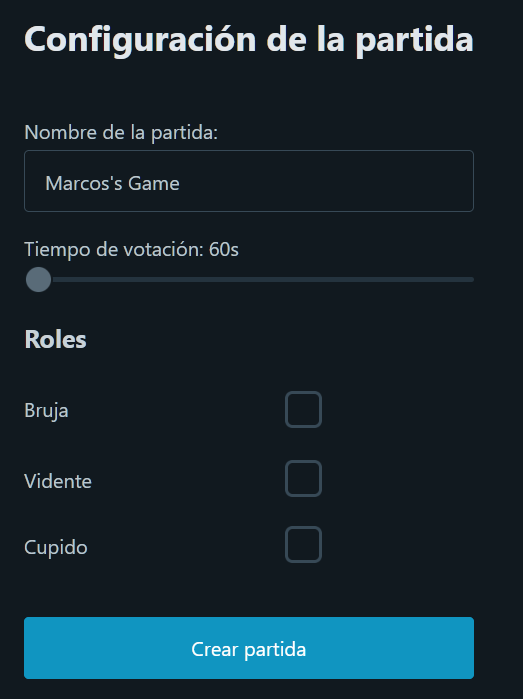 Configuración de la partida
Nombre de la partida:
Marcos's Game
Tiempo de votación: 60s
Roles
Bruja
Vidente
Cupido
Crear partida